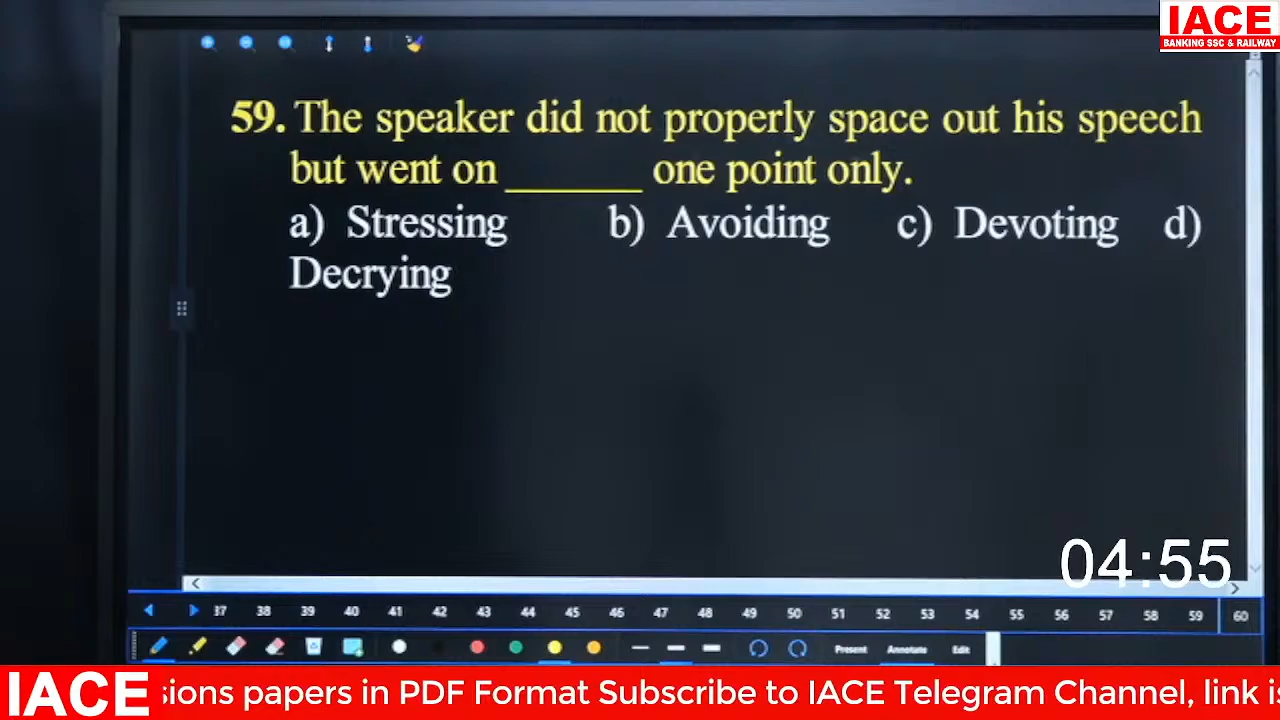 IACE
BANKING SSC & RAILWAY
59. The speaker did not properly space out his speech
but went on ______ one point only.
a) Stressing b) Avoiding c) Devoting d)
Decrying
04:55
37 38 39 40 41 42 43 44 45 46 47 48 49 50 51 52 53 54 55 56 57 58 59 60
Present Annotate Edit
IACE sions papers in PDF Format Subscribe to IACE Telegram Channel, link is